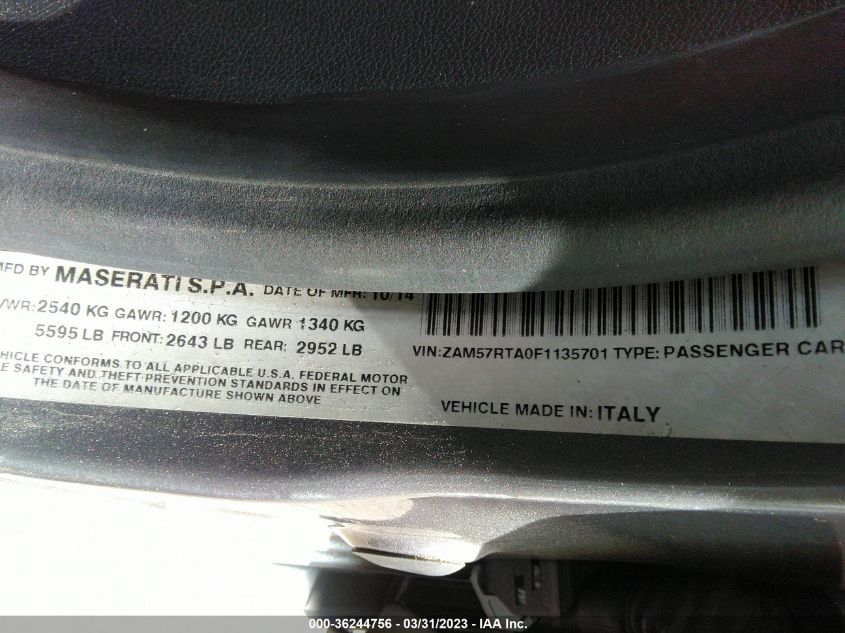 MFD BY MASERATI S.P.A. DATE OF MFR: 10/14
VWR: 2540 KG GAWR: 1200 KG GAWR 1340 KG
5595 LB FRONT: 2643 LB REAR: 2952 LB
VIN: ZAM57RTA0F1135701 TYPE: PASSENGER CAR
HICLE CONFORMS TO ALL APPLICABLE U.S.A. FEDERAL MOTOR
LE SAFETY AND THEFT PREVENTION STANDARDS IN EFFECT ON
THE DATE OF MANUFACTURE SHOWN ABOVE
VEHICLE MADE IN: ITALY
000-36244756 - 03/31/2023 - IAA Inc.